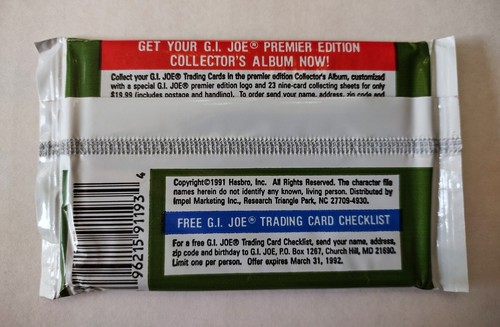 GET YOUR G.I. JOE® PREMIER EDITION
COLLECTOR'S ALBUM NOW!
Collect your G.I. JOE® Trading Cards in the premier edition Collector's Album, customized
with a special G.I. JOE® premier edition logo and 23 nine-card collecting sheets for only
$19.99 (includes postage and handling). To order send your name, address, zip code and
Copyright©1991 Hasbro, Inc. All Rights Reserved. The character file
names herein do not identify any known, living person. Distributed by
Impel Marketing Inc., Research Triangle Park, NC 27709-4930.
FREE G.I. JOE® TRADING CARD CHECKLIST
For a free G.I. JOE® Trading Card Checklist, send your name, address,
zip code and birthday to G.I. JOE, P.O. Box 1267, Church Hill, MD 21690.
Limit one per person. Offer expires March 31, 1992.
96215 91193 4